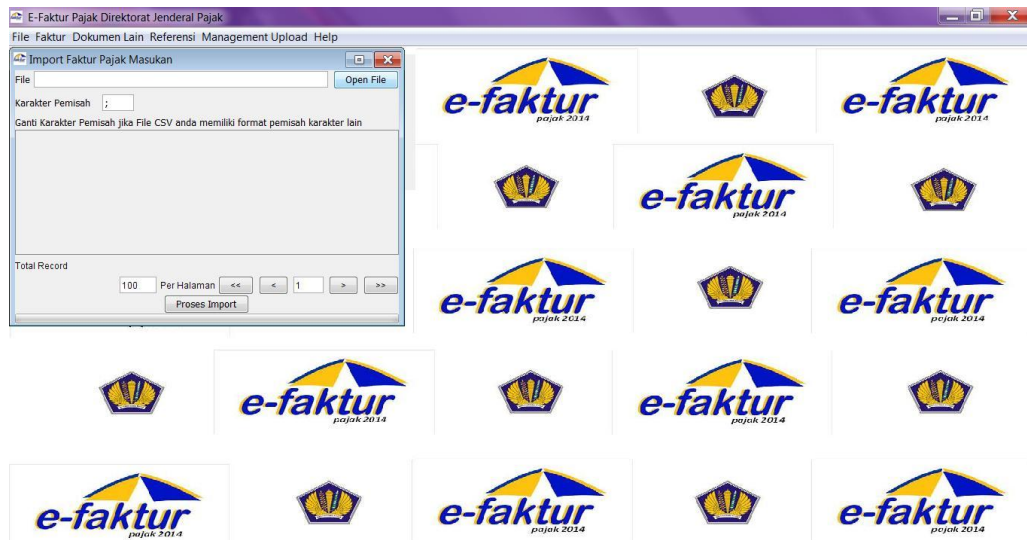 E-Faktur Pajak Direktorat Jenderal Pajak
File Faktur Dokumen Lain Referensi Management Upload Help
Import Faktur Pajak Masukan
File Open File
Karakter Pemisah ;
Ganti Karakter Pemisah jika File CSV anda memiliki format pemisah karakter lain
Total Record
100 Per Halaman << < 1 > >>
Proses Import
e-faktur
pajak 2014
e-faktur
pajak 2014
e-faktur
pajak 2014
e-faktur
pajak 2014
e-faktur
pajak 2014
e-faktur
pajak 2014
e-faktur
pajak 2014
e-faktur
pajak 2014
e-faktur
pajak 2014
e-faktur
pajak 2014